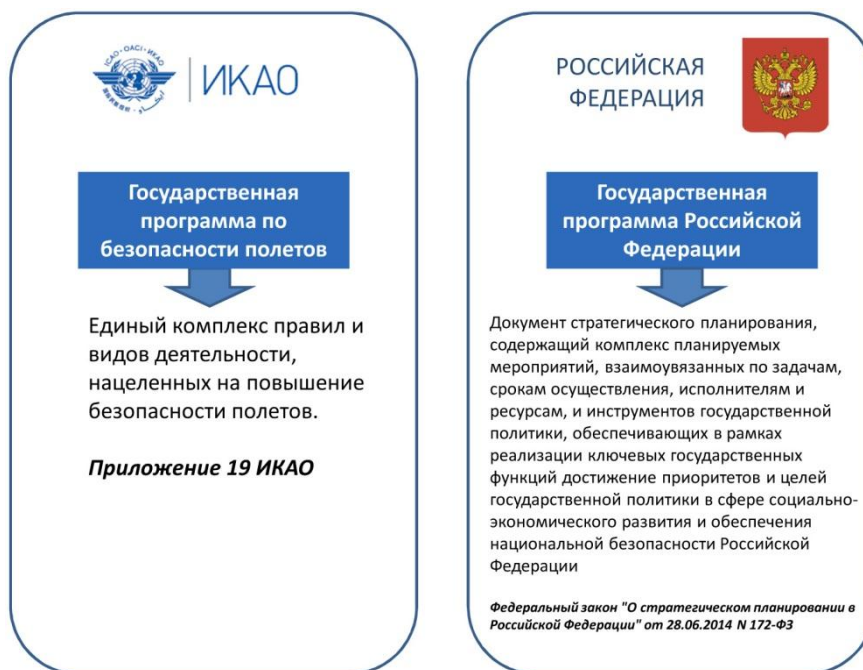 ICAO · OACI · ИКАО
ИКАО
Государственная
программа по
безопасности полетов
Единый комплекс правил и
видов деятельности,
нацеленных на повышение
безопасности полетов.
Приложение 19 ИКАО
РОССИЙСКАЯ
ФЕДЕРАЦИЯ
Государственная
программа Российской
Федерации
Документ стратегического планирования,
содержащий комплекс планируемых
мероприятий, взаимоувязанных по задачам,
срокам осуществления, исполнителям и
ресурсам, и инструментов государственной
политики, обеспечивающих в рамках
реализации ключевых государственных
функций достижение приоритетов и целей
государственной политики в сфере социально-
экономического развития и обеспечения
национальной безопасности Российской
Федерации
Федеральный закон "О стратегическом планировании в
Российской Федерации" от 28.06.2014 N 172-ФЗ